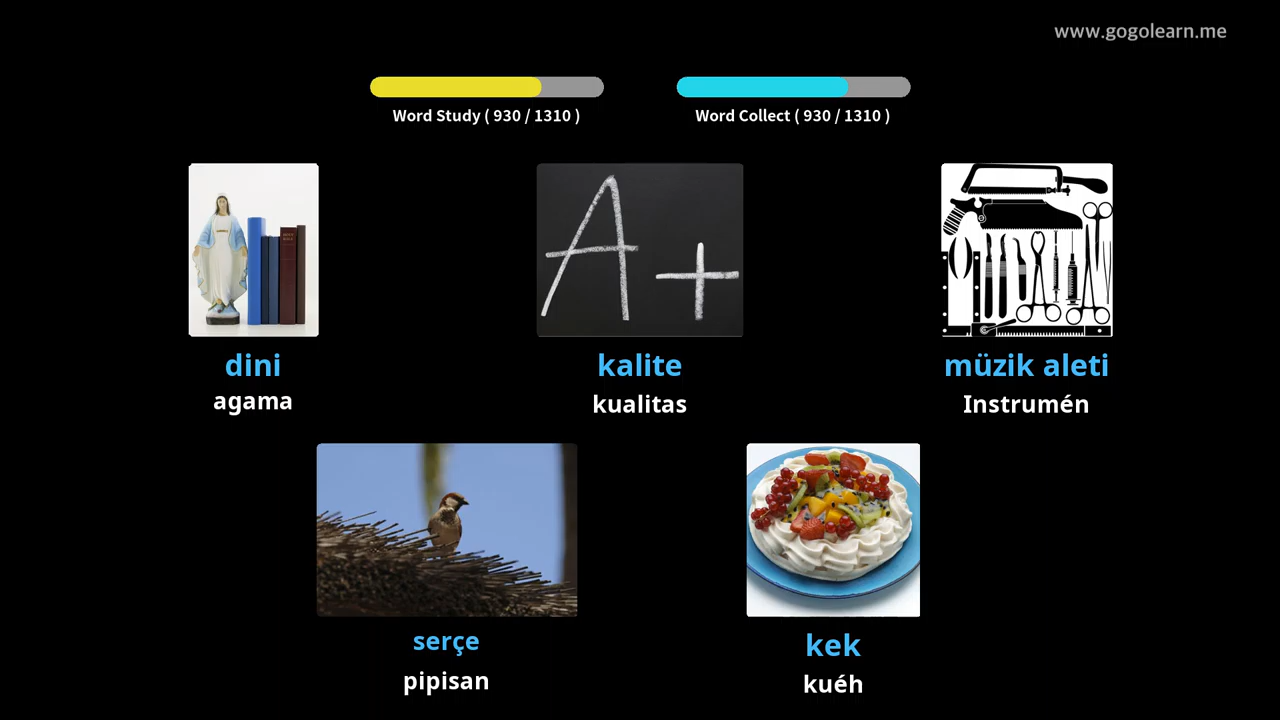 www.gogolearn.me
Word Study ( 930 / 1310 )
Word Collect ( 930 / 1310 )
A+
dini
agama
kalite
kualitas
müzik aleti
Instrumén
serçe
pipisan
kek
kuéh